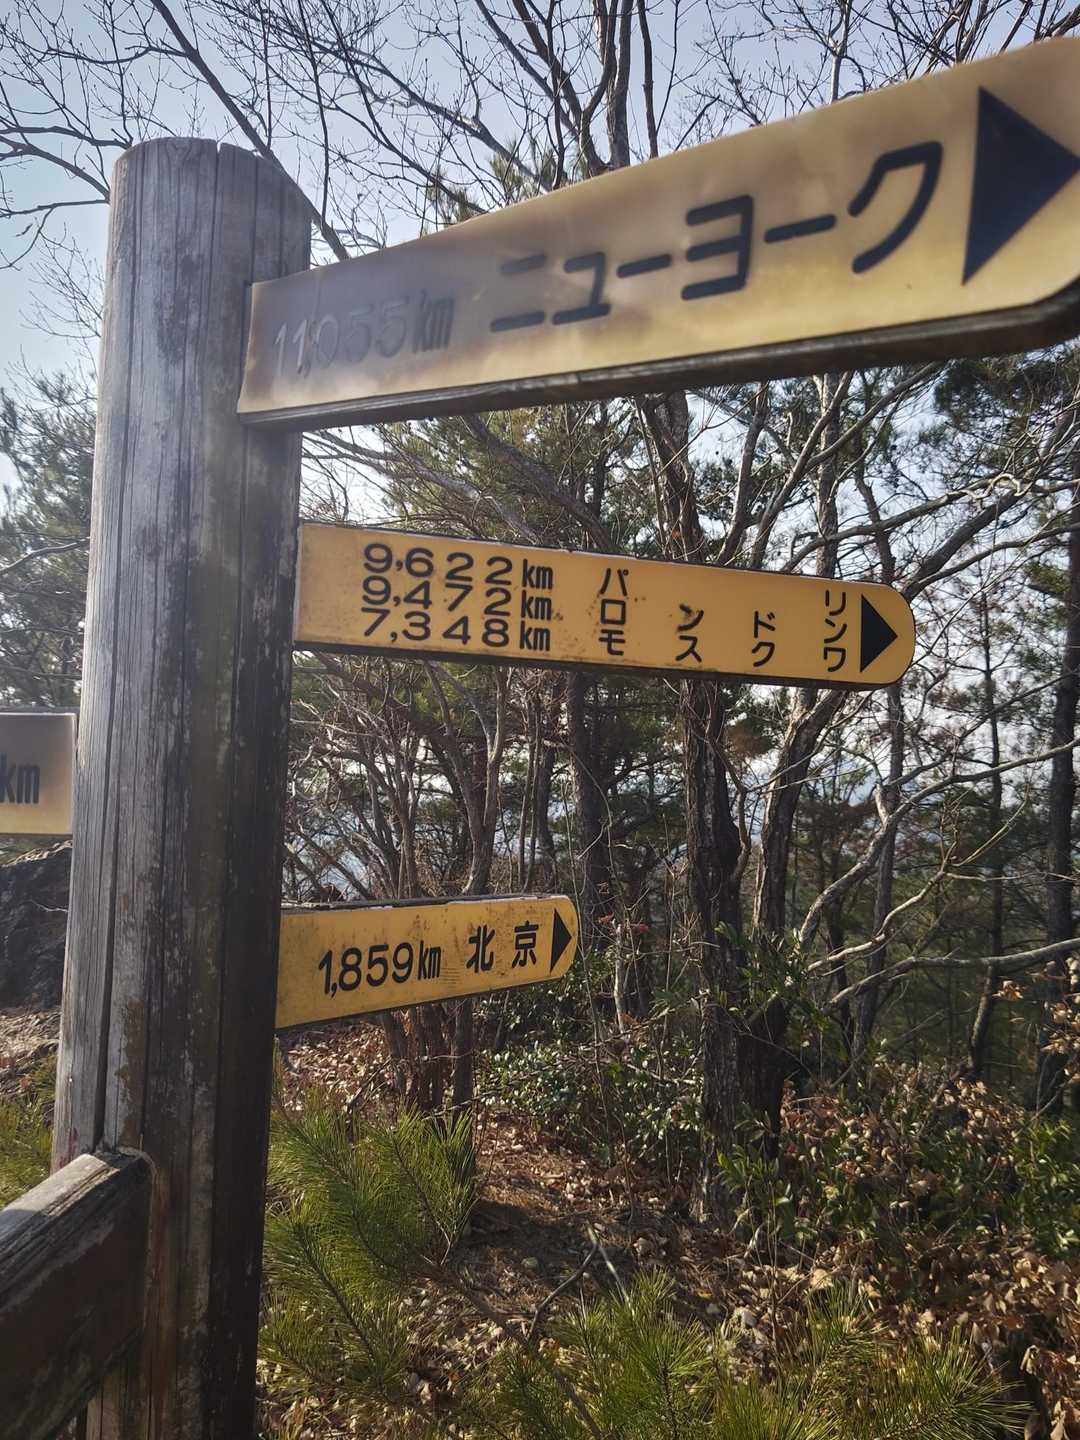 11,055km ニューヨーク
9,622km パリ
9,472km ロンドン
7,348km モスクワ
km
1,859km 北京